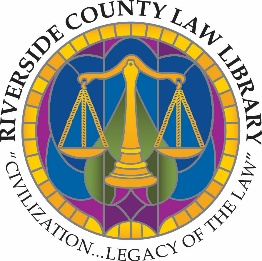 RIVERSIDE COUNTY LAW LIBRARY
"CIVILIZATION...LEGACY OF THE LAW"